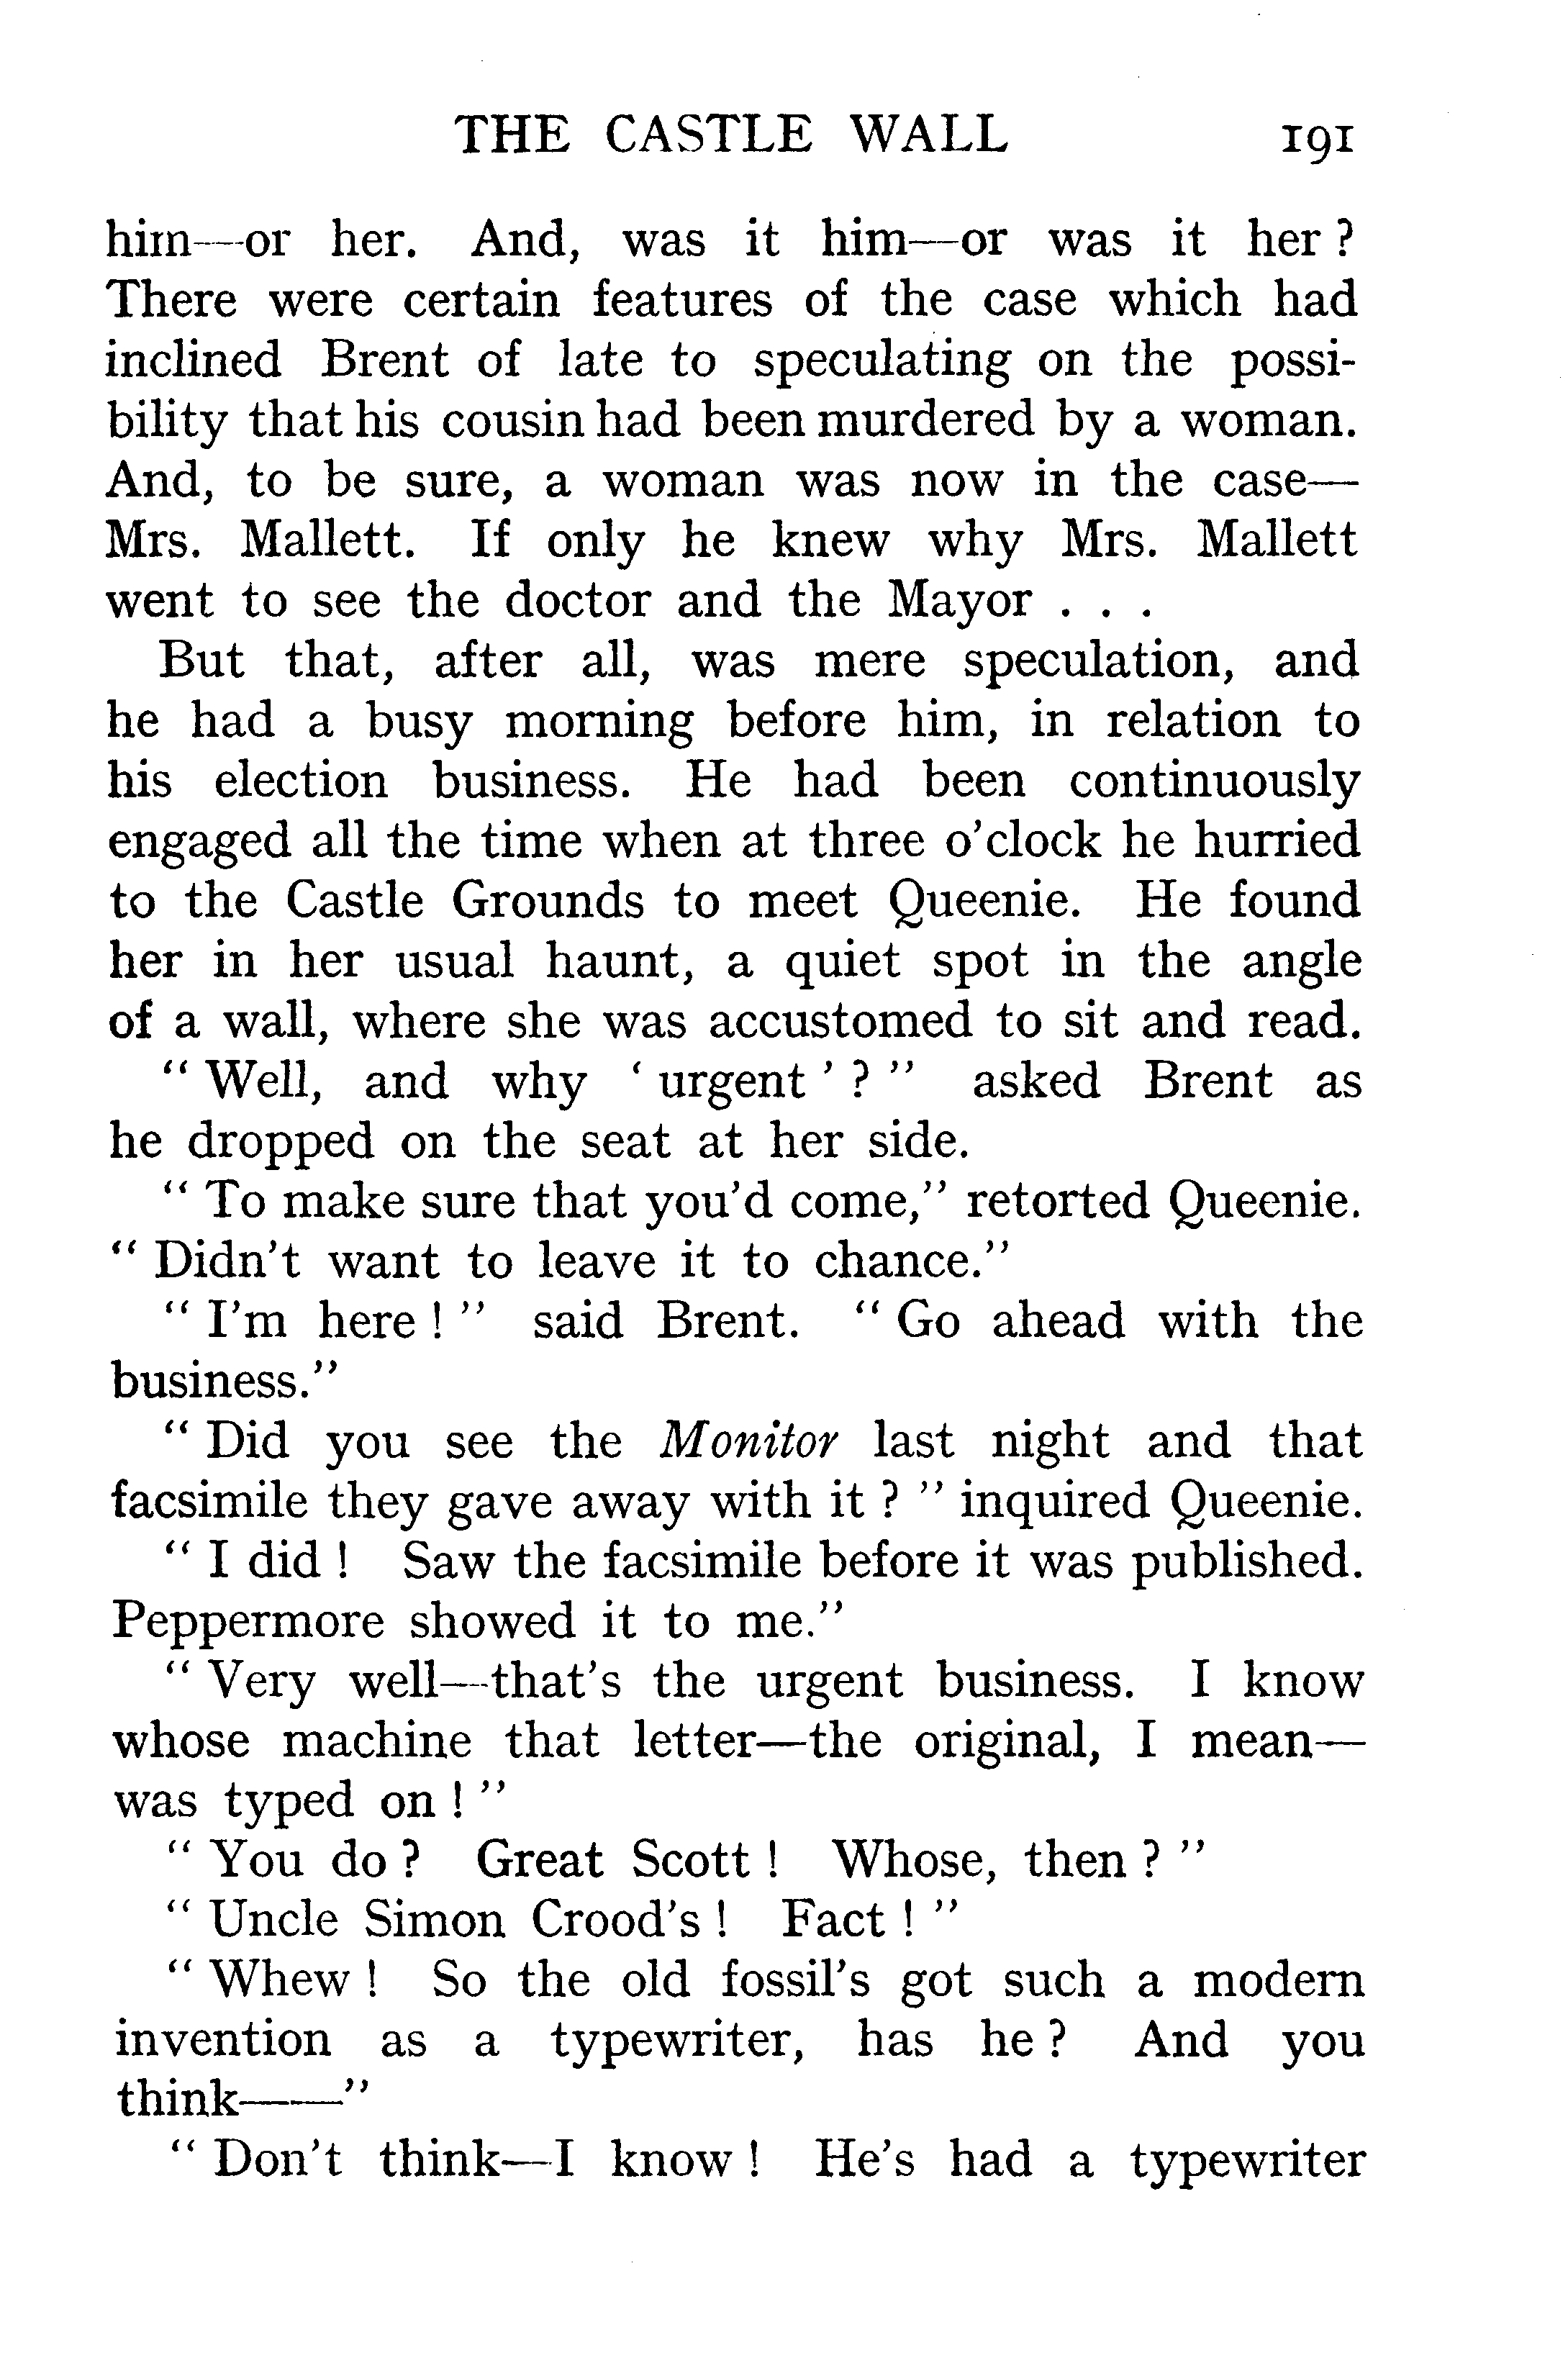 THE CASTLE WALL 191
him—or her. And, was it him—or was it her?
There were certain features of the case which had
inclined Brent of late to speculating on the possi-
bility that his cousin had been murdered by a woman.
And, to be sure, a woman was now in the case—
Mrs. Mallett. If only he knew why Mrs. Mallett
went to see the doctor and the Mayor . . .
But that, after all, was mere speculation, and
he had a busy morning before him, in relation to
his election business. He had been continuously
engaged all the time when at three o'clock he hurried
to the Castle Grounds to meet Queenie. He found
her in her usual haunt, a quiet spot in the angle
of a wall, where she was accustomed to sit and read.
“Well, and why ‘urgent’?” asked Brent as
he dropped on the seat at her side.
“To make sure that you'd come,” retorted Queenie.
“Didn't want to leave it to chance.”
“I'm here!” said Brent. “Go ahead with the
business.”
“Did you see the Monitor last night and that
facsimile they gave away with it?” inquired Queenie.
“I did! Saw the facsimile before it was published.
Peppermore showed it to me.”
“Very well—that's the urgent business. I know
whose machine that letter—the original, I mean—
was typed on!”
“You do? Great Scott! Whose, then?”
“Uncle Simon Crood's! Fact!”
“Whew! So the old fossil's got such a modern
invention as a typewriter, has he? And you
think——”
“Don't think—I know! He's had a typewriter